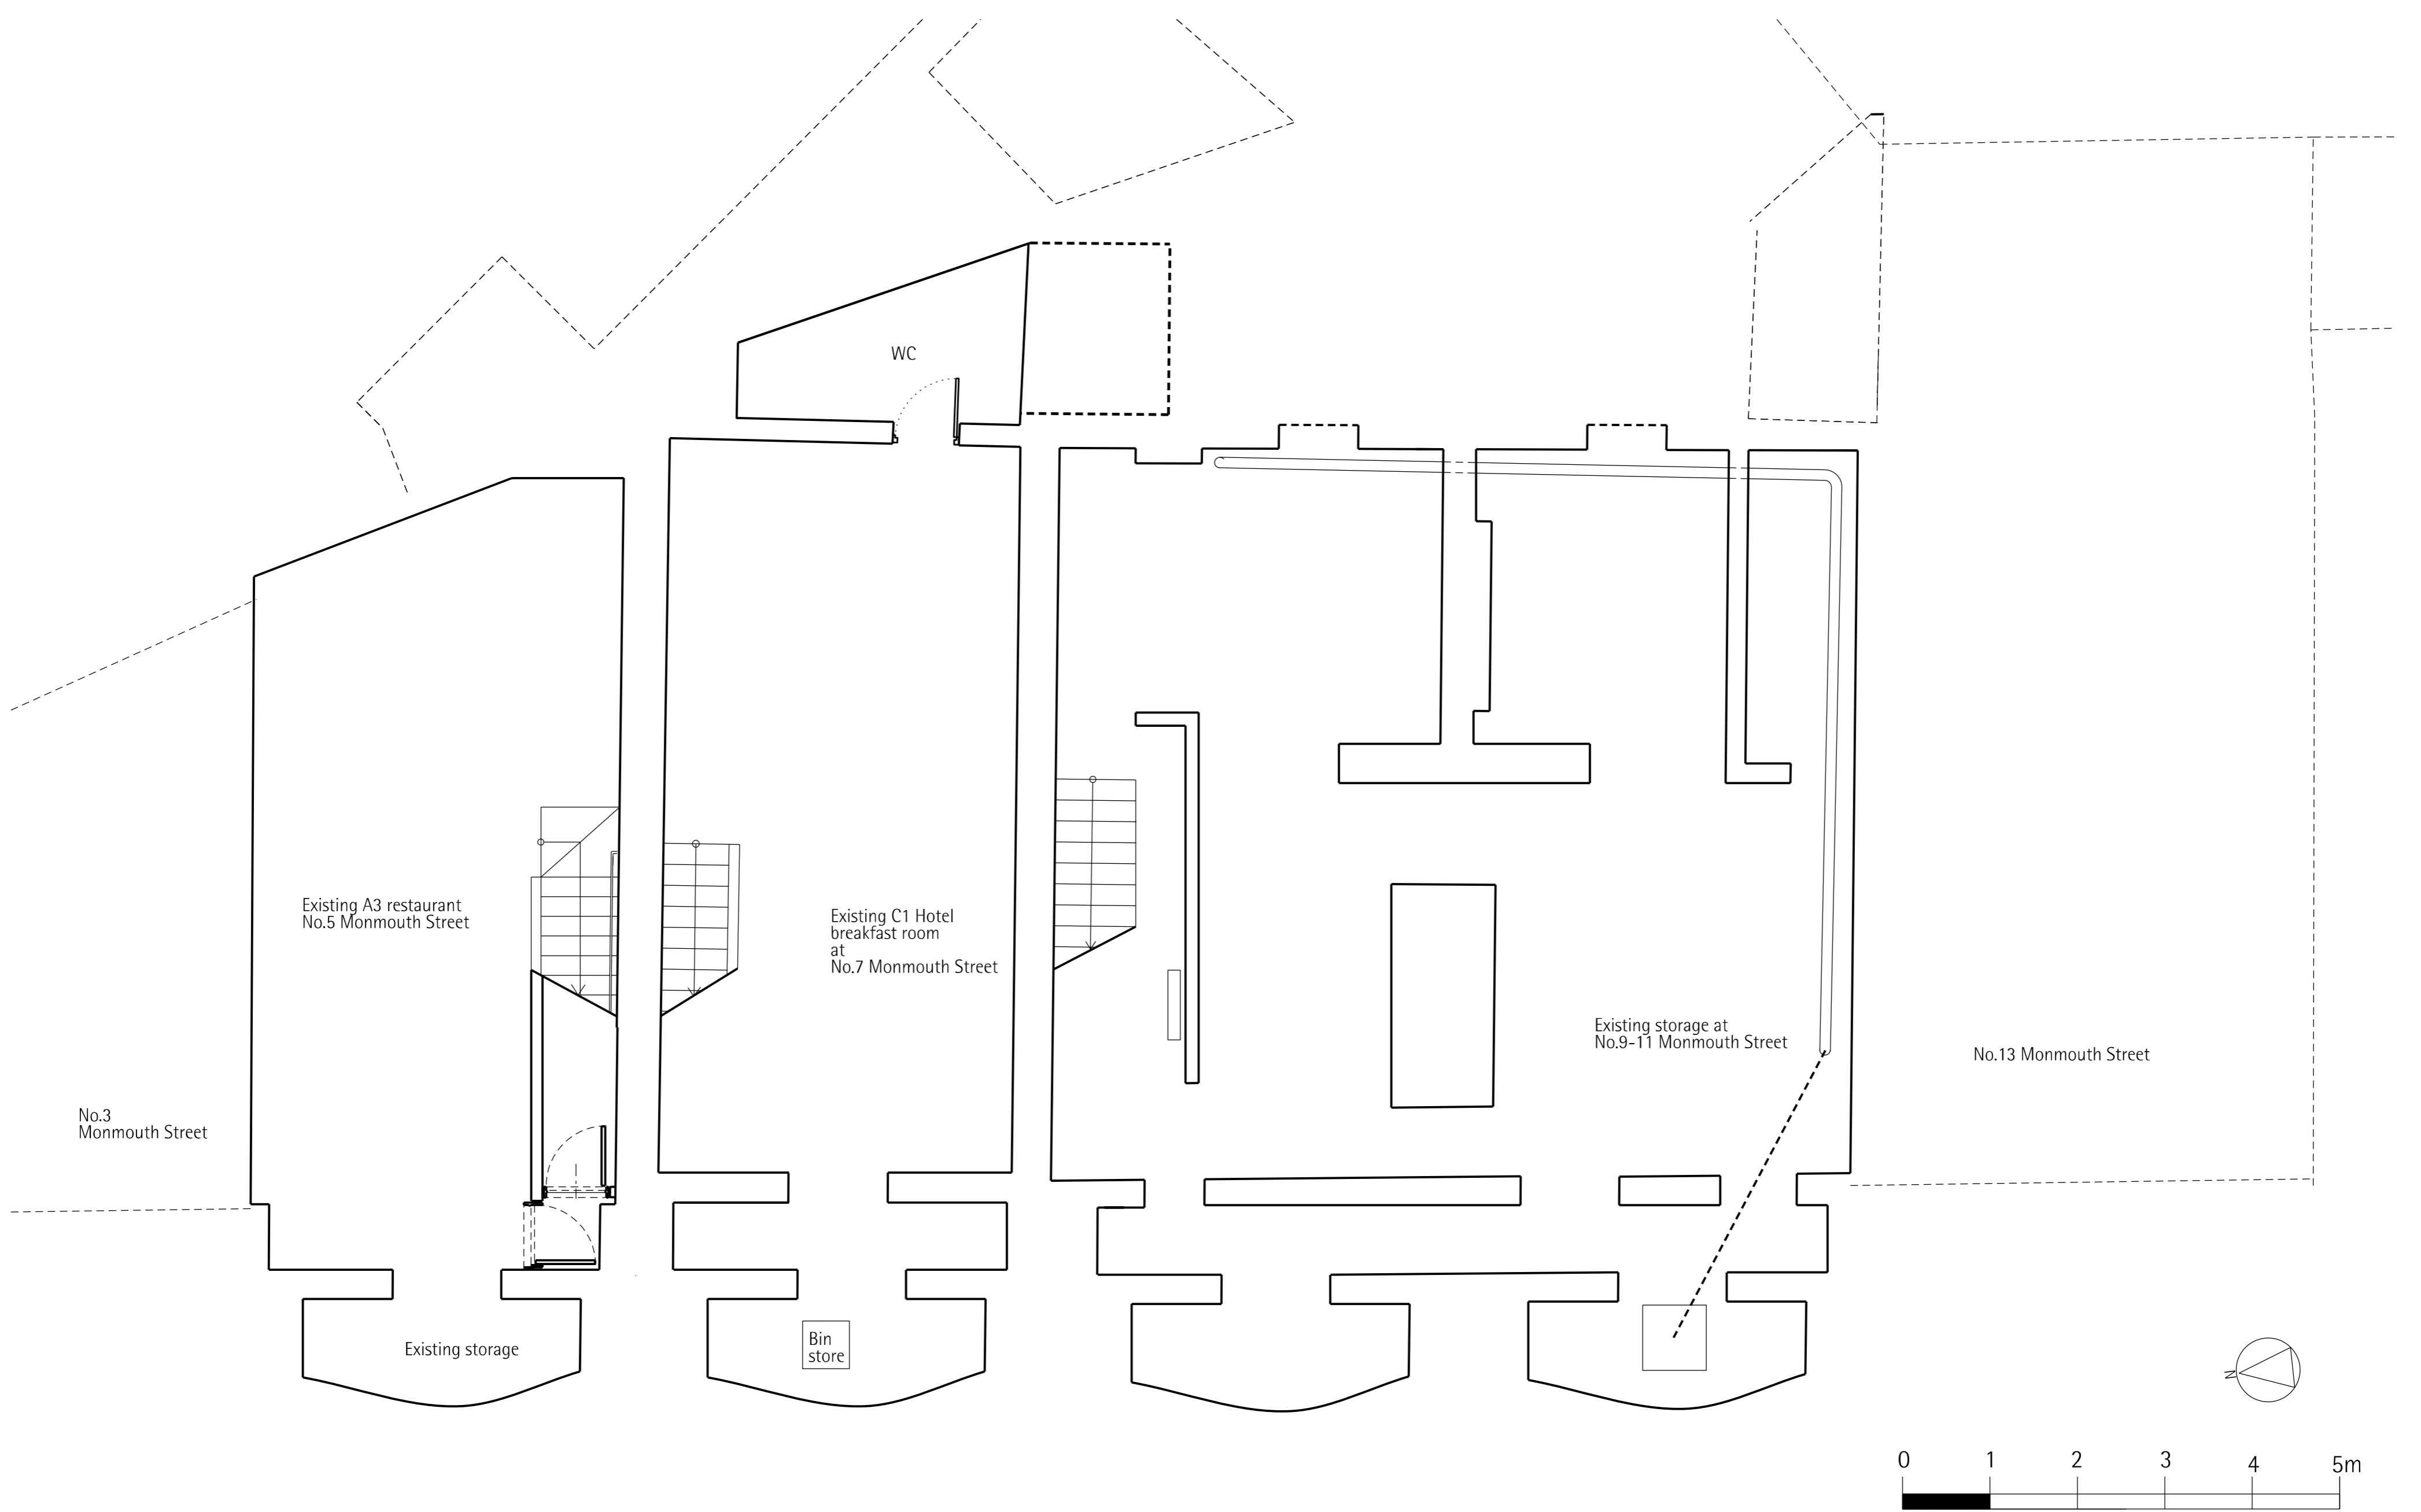 WC
Existing A3 restaurant
No.5 Monmouth Street
Existing C1 Hotel
breakfast room
at
No.7 Monmouth Street
Existing storage at
No.9-11 Monmouth Street
No.13 Monmouth Street
No.3
Monmouth Street
Existing storage
Bin
store
N
0 1 2 3 4 5m